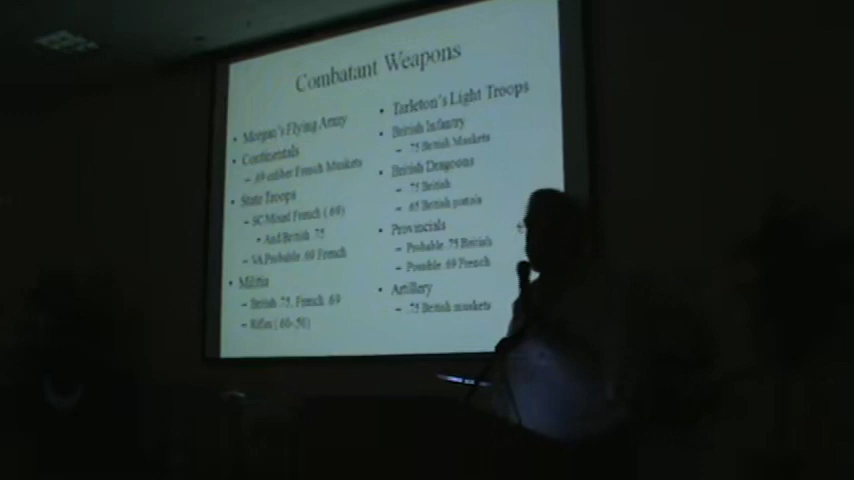 Combatant Weapons
• Morgan's Flying Army
• Continentals
– .69 caliber French Muskets
• State Troops
– SC Mixed French (.69)
• And British .75
– VA Probable .69 French
• Militia
– British .75, French .69
– Rifles (.60-.50)
• Tarleton's Light Troops
• British Infantry
– .75 British Muskets
• British Dragoons
– .75 British
– .65 British pistols
• Provincials
– Probable .75 British
– Possible .69 French
• Artillery
– .75 British muskets